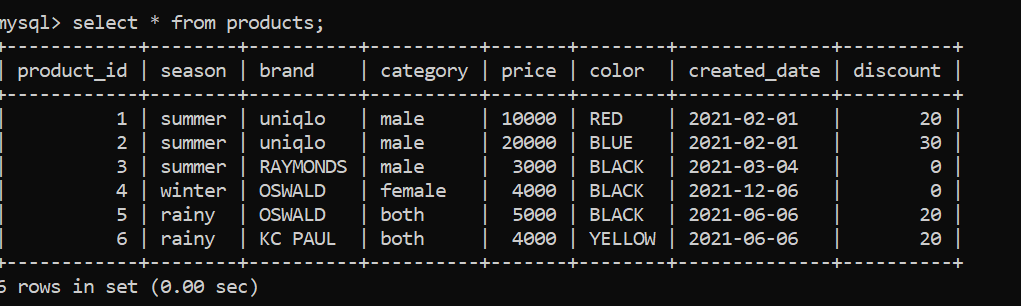 mysql> select * from products;
+------------+--------+----------+----------+-------+--------+--------------+----------+
| product_id | season | brand    | category | price | color  | created_date | discount |
+------------+--------+----------+----------+-------+--------+--------------+----------+
|          1 | summer | uniqlo   | male     | 10000 | RED    | 2021-02-01   |       20 |
|          2 | summer | uniqlo   | male     | 20000 | BLUE   | 2021-02-01   |       30 |
|          3 | summer | RAYMONDS | male     |  3000 | BLACK  | 2021-03-04   |        0 |
|          4 | winter | OSWALD   | female   |  4000 | BLACK  | 2021-12-06   |        0 |
|          5 | rainy  | OSWALD   | both     |  5000 | BLACK  | 2021-06-06   |       20 |
|          6 | rainy  | KC PAUL  | both     |  4000 | YELLOW | 2021-06-06   |       20 |
+------------+--------+----------+----------+-------+--------+--------------+----------+
6 rows in set (0.00 sec)